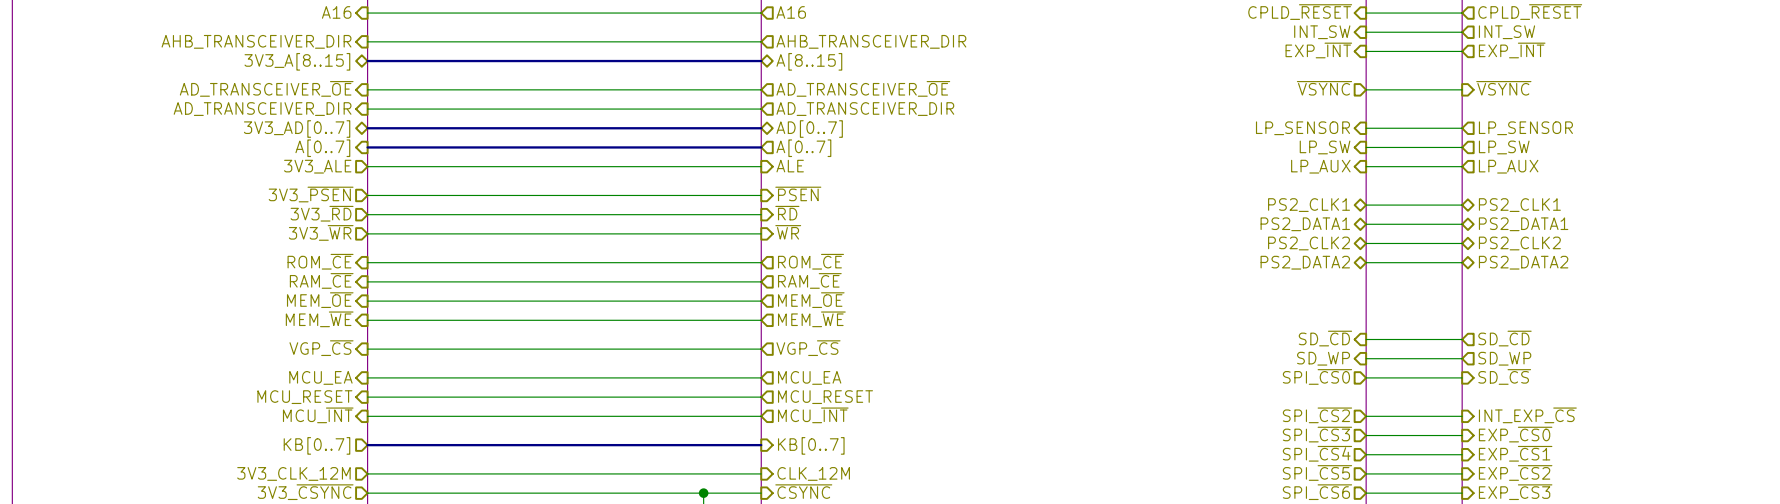 A16 A16 CPLD_RESET CPLD_RESET
INT_SW INT_SW
AHB_TRANSCEIVER_DIR AHB_TRANSCEIVER_DIR EXP_INT EXP_INT
3V3_A[8..15] A[8..15]
AD_TRANSCEIVER_OE AD_TRANSCEIVER_OE VSYNC VSYNC
AD_TRANSCEIVER_DIR AD_TRANSCEIVER_DIR
3V3_AD[0..7] AD[0..7] LP_SENSOR LP_SENSOR
A[0..7] A[0..7] LP_SW LP_SW
3V3_ALE ALE LP_AUX LP_AUX
3V3_PSEN PSEN PS2_CLK1 PS2_CLK1
3V3_RD RD PS2_DATA1 PS2_DATA1
3V3_WR WR PS2_CLK2 PS2_CLK2
ROM_CE ROM_CE PS2_DATA2 PS2_DATA2
RAM_CE RAM_CE
MEM_OE MEM_OE
MEM_WE MEM_WE
SD_CD SD_CD
VGP_CS VGP_CS SD_WP SD_WP
MCU_EA MCU_EA SPI_CS0 SD_CS
MCU_RESET MCU_RESET
MCU_INT MCU_INT SPI_CS2 INT_EXP_CS
SPI_CS3 EXP_CS0
KB[0..7] KB[0..7] SPI_CS4 EXP_CS1
3V3_CLK_12M CLK_12M SPI_CS5 EXP_CS2
3V3_CSYNC CSYNC SPI_CS6 EXP_CS3